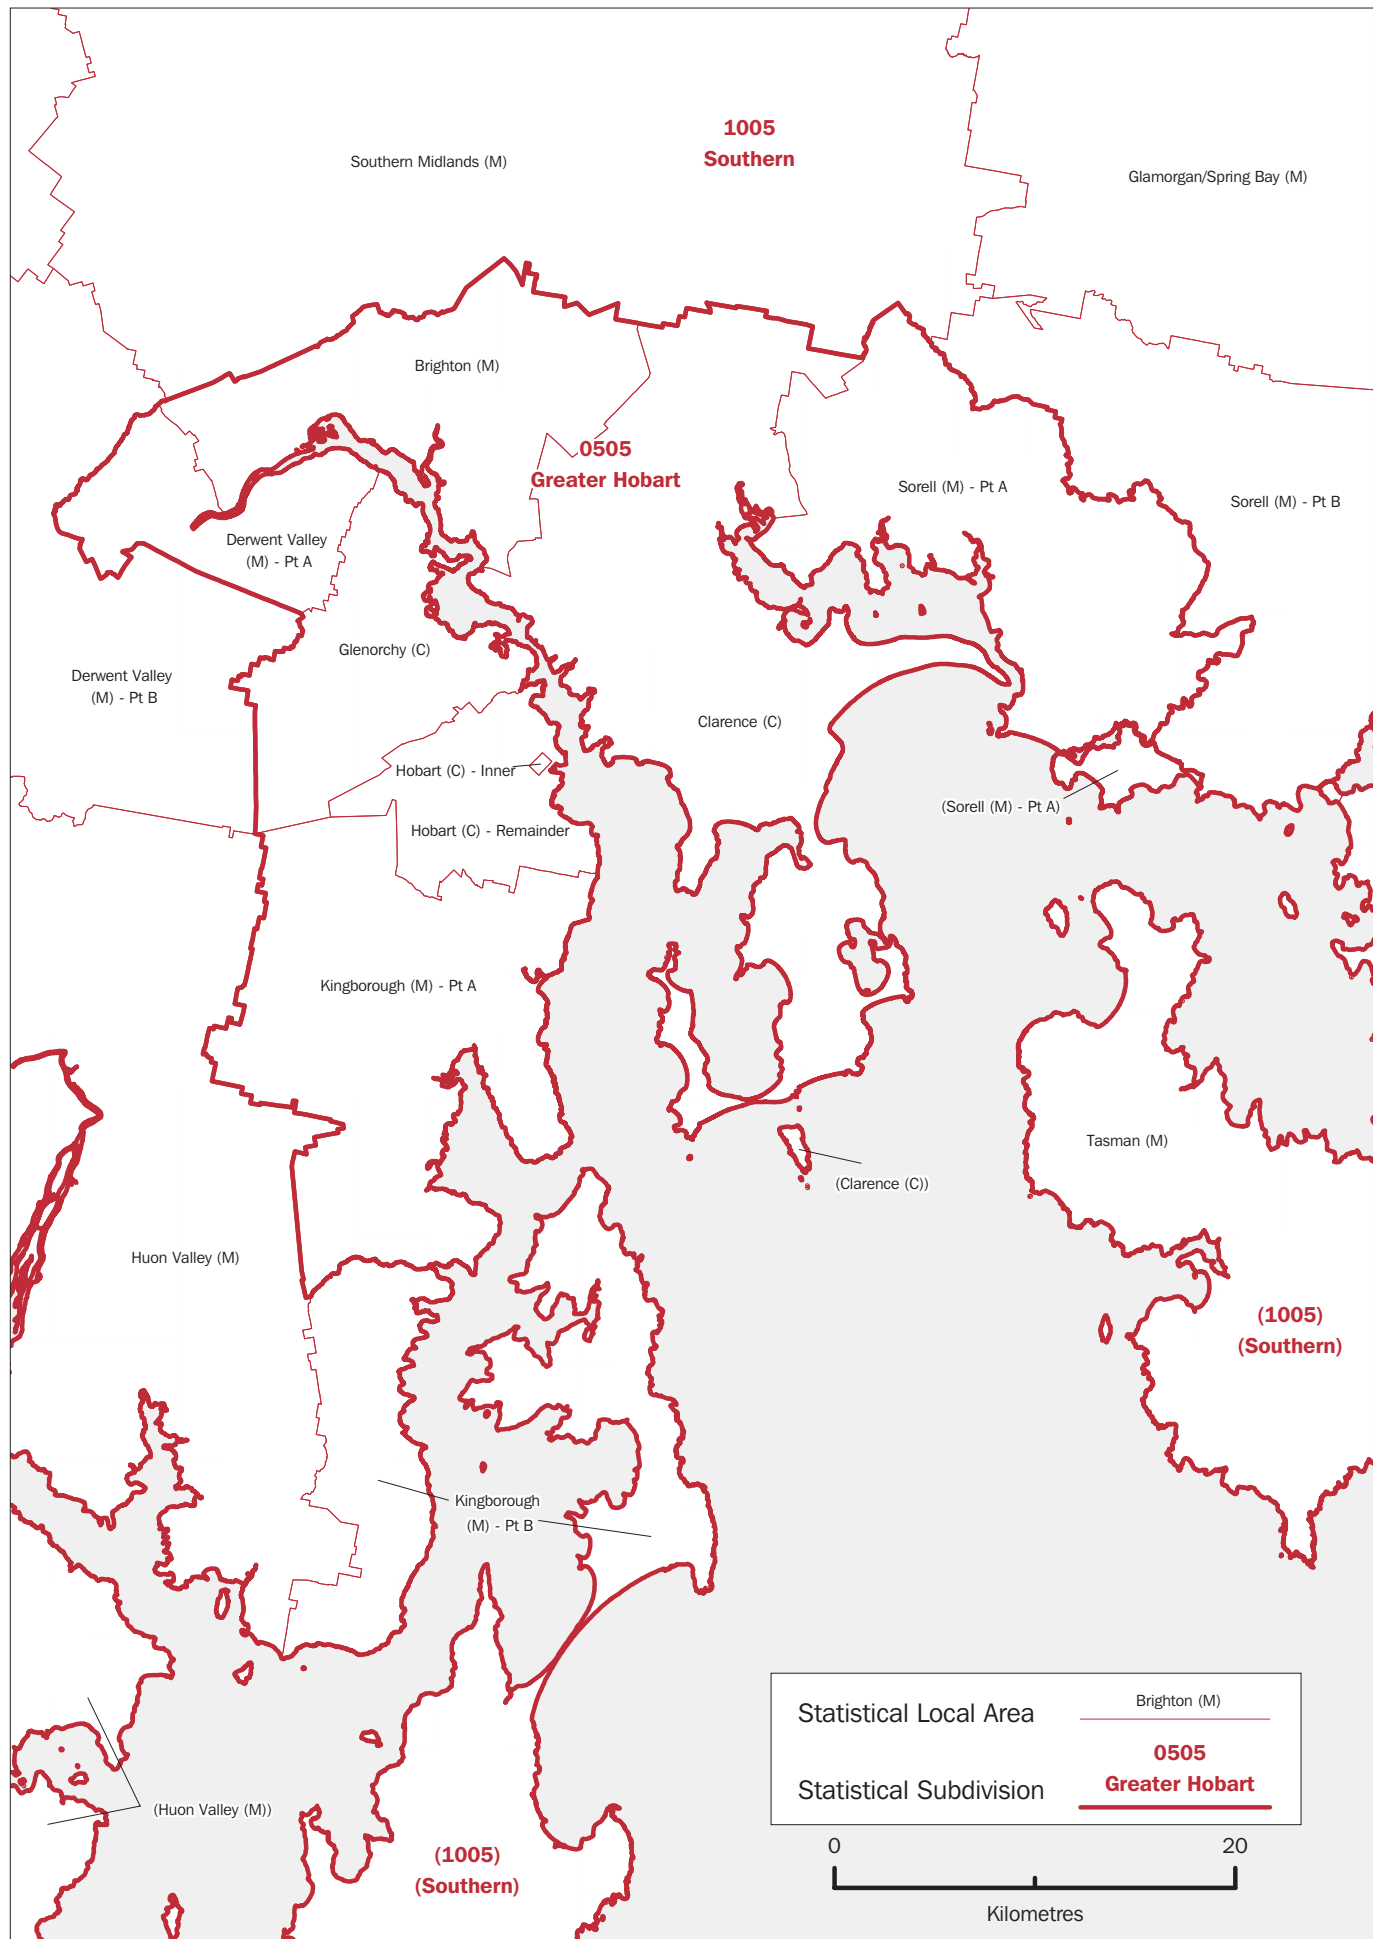 1005
Southern
Southern Midlands (M)
Glamorgan/Spring Bay (M)
Brighton (M)
0505
Greater Hobart
Sorell (M) - Pt A
Sorell (M) - Pt B
Derwent Valley
(M) - Pt A
Glenorchy (C)
Derwent Valley
(M) - Pt B
Clarence (C)
Hobart (C) - Inner
(Sorell (M) - Pt A)
Hobart (C) - Remainder
Kingborough (M) - Pt A
Tasman (M)
(Clarence (C))
Huon Valley (M)
(1005)
(Southern)
Kingborough
(M) - Pt B
(Huon Valley (M))
(1005)
(Southern)
Statistical Local Area
Brighton (M)
Statistical Subdivision
0505
Greater Hobart
0 20
Kilometres